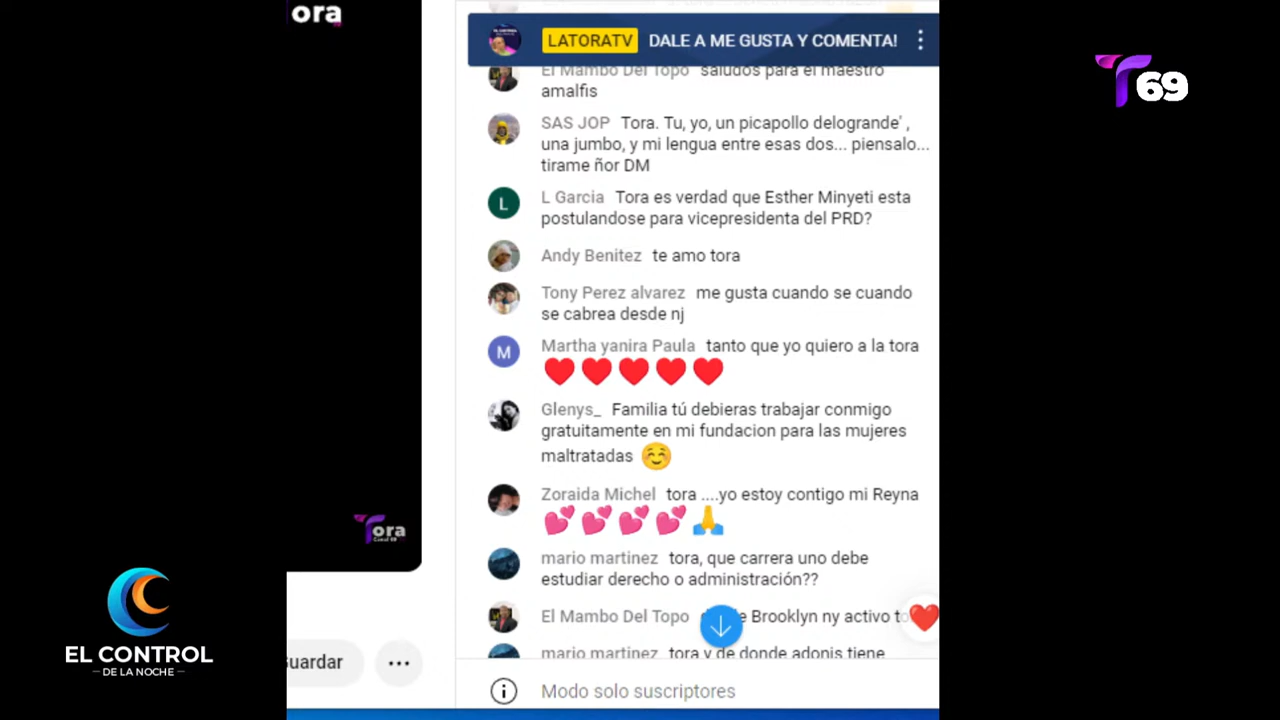 ora
LATORATV DALE A ME GUSTA Y COMENTA!
T 69
El Mambo Del Topo saludos para el maestro
amalfis
SAS JOP Tora. Tu, yo, un picapollo delogrande' ,
una jumbo, y mi lengua entre esas dos... piensalo...
tirame ñor DM
L L Garcia Tora es verdad que Esther Minyeti esta
postulandose para vicepresidenta del PRD?
Andy Benitez te amo tora
Tony Perez alvarez me gusta cuando se cuando
se cabrea desde nj
M Martha yanira Paula tanto que yo quiero a la tora
❤️❤️❤️❤️❤️
Glenys_ Familia tú debieras trabajar conmigo
gratuitamente en mi fundacion para las mujeres
maltratadas ☺️
Zoraida Michel tora ....yo estoy contigo mi Reyna
💕💕💕💕🙏
mario martinez tora, que carrera uno debe
estudiar derecho o administración??
El Mambo Del Topo Brooklyn ny activo
mario martinez tora y de donde adonis tiene
Modo solo suscriptores
Tora
Canal 69
Guardar
EL CONTROL
DE LA NOCHE